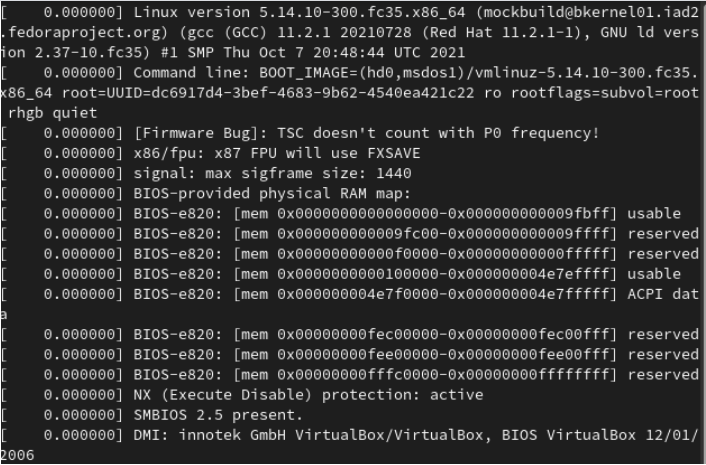 [    0.000000] Linux version 5.14.10-300.fc35.x86_64 (mockbuild@bkernel01.iad2
.fedoraproject.org) (gcc (GCC) 11.2.1 20210728 (Red Hat 11.2.1-1), GNU ld vers
ion 2.37-10.fc35) #1 SMP Thu Oct 7 20:48:44 UTC 2021
[    0.000000] Command line: BOOT_IMAGE=(hd0,msdos1)/vmlinuz-5.14.10-300.fc35.
x86_64 root=UUID=dc6917d4-3bef-4683-9b62-4540ea421c22 ro rootflags=subvol=root
 rhgb quiet
[    0.000000] [Firmware Bug]: TSC doesn't count with P0 frequency!
[    0.000000] x86/fpu: x87 FPU will use FXSAVE
[    0.000000] signal: max sigframe size: 1440
[    0.000000] BIOS-provided physical RAM map:
[    0.000000] BIOS-e820: [mem 0x0000000000000000-0x000000000009fbff] usable
[    0.000000] BIOS-e820: [mem 0x000000000009fc00-0x000000000009ffff] reserved
[    0.000000] BIOS-e820: [mem 0x00000000000f0000-0x00000000000fffff] reserved
[    0.000000] BIOS-e820: [mem 0x0000000000100000-0x000000004e7effff] usable
[    0.000000] BIOS-e820: [mem 0x000000004e7f0000-0x000000004e7fffff] ACPI dat
a
[    0.000000] BIOS-e820: [mem 0x00000000fec00000-0x00000000fec00fff] reserved
[    0.000000] BIOS-e820: [mem 0x00000000fee00000-0x00000000fee00fff] reserved
[    0.000000] BIOS-e820: [mem 0x00000000fffc0000-0x00000000ffffffff] reserved
[    0.000000] NX (Execute Disable) protection: active
[    0.000000] SMBIOS 2.5 present.
[    0.000000] DMI: innotek GmbH VirtualBox/VirtualBox, BIOS VirtualBox 12/01/
2006